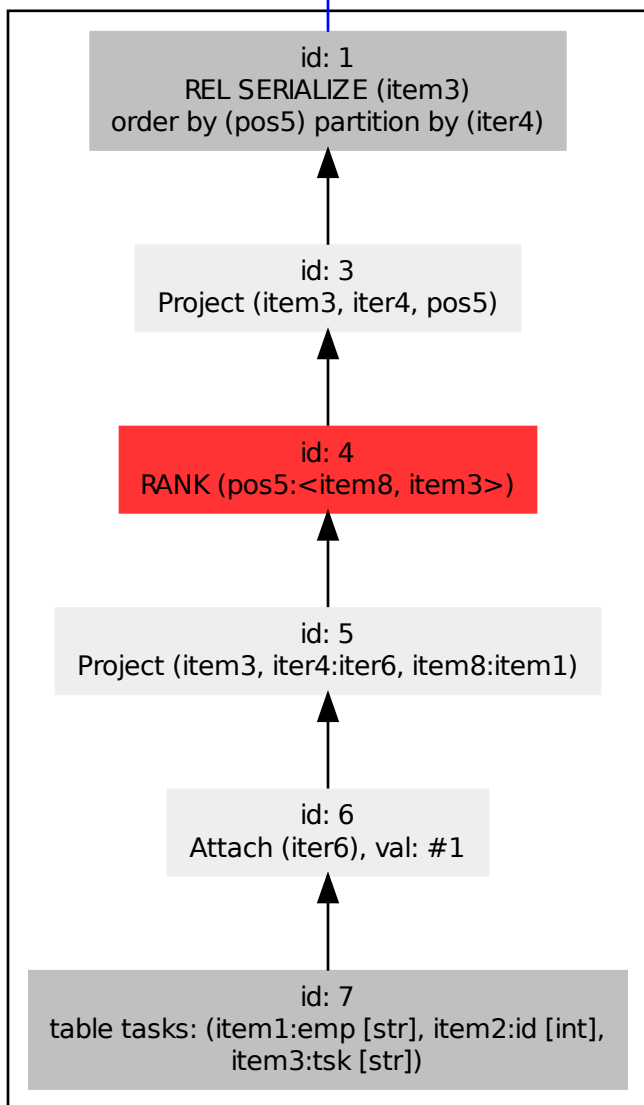 id: 1
REL SERIALIZE (item3)
order by (pos5) partition by (iter4)
id: 3
Project (item3, iter4, pos5)
id: 4
RANK (pos5:<item8, item3>)
id: 5
Project (item3, iter4:iter6, item8:item1)
id: 6
Attach (iter6), val: #1
id: 7
table tasks: (item1:emp [str], item2:id [int],
item3:tsk [str])